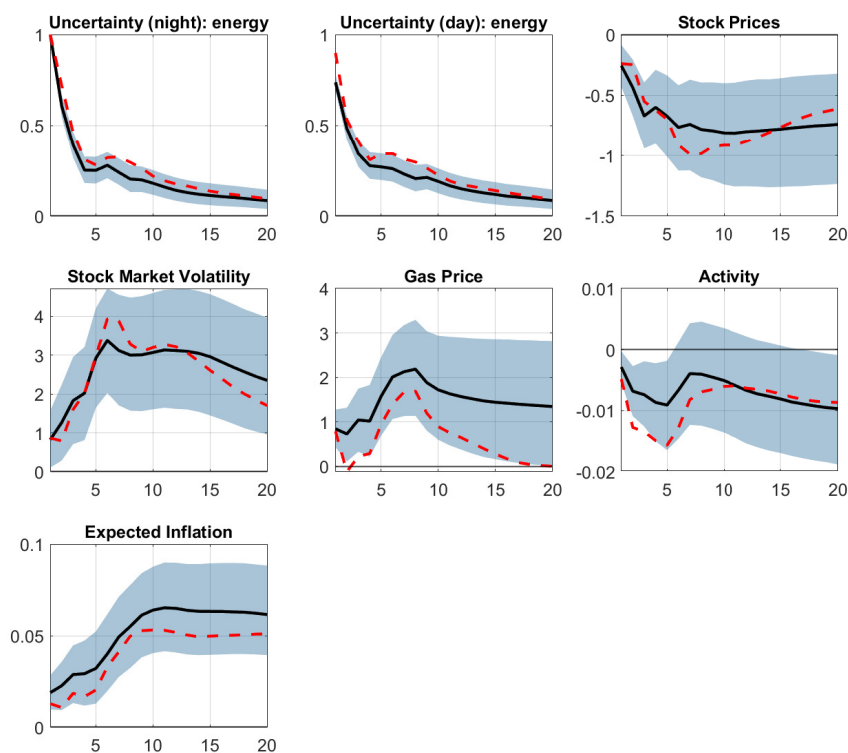 Uncertainty (night): energy
1
0.5
0
5 10 15 20
Uncertainty (day): energy
1
0.5
0
5 10 15 20
Stock Prices
0
-0.5
-1
-1.5
5 10 15 20
Stock Market Volatility
4
3
2
1
0
5 10 15 20
Gas Price
4
3
2
1
0
5 10 15 20
Activity
0.01
0
-0.01
-0.02
5 10 15 20
Expected Inflation
0.1
0.05
0
5 10 15 20